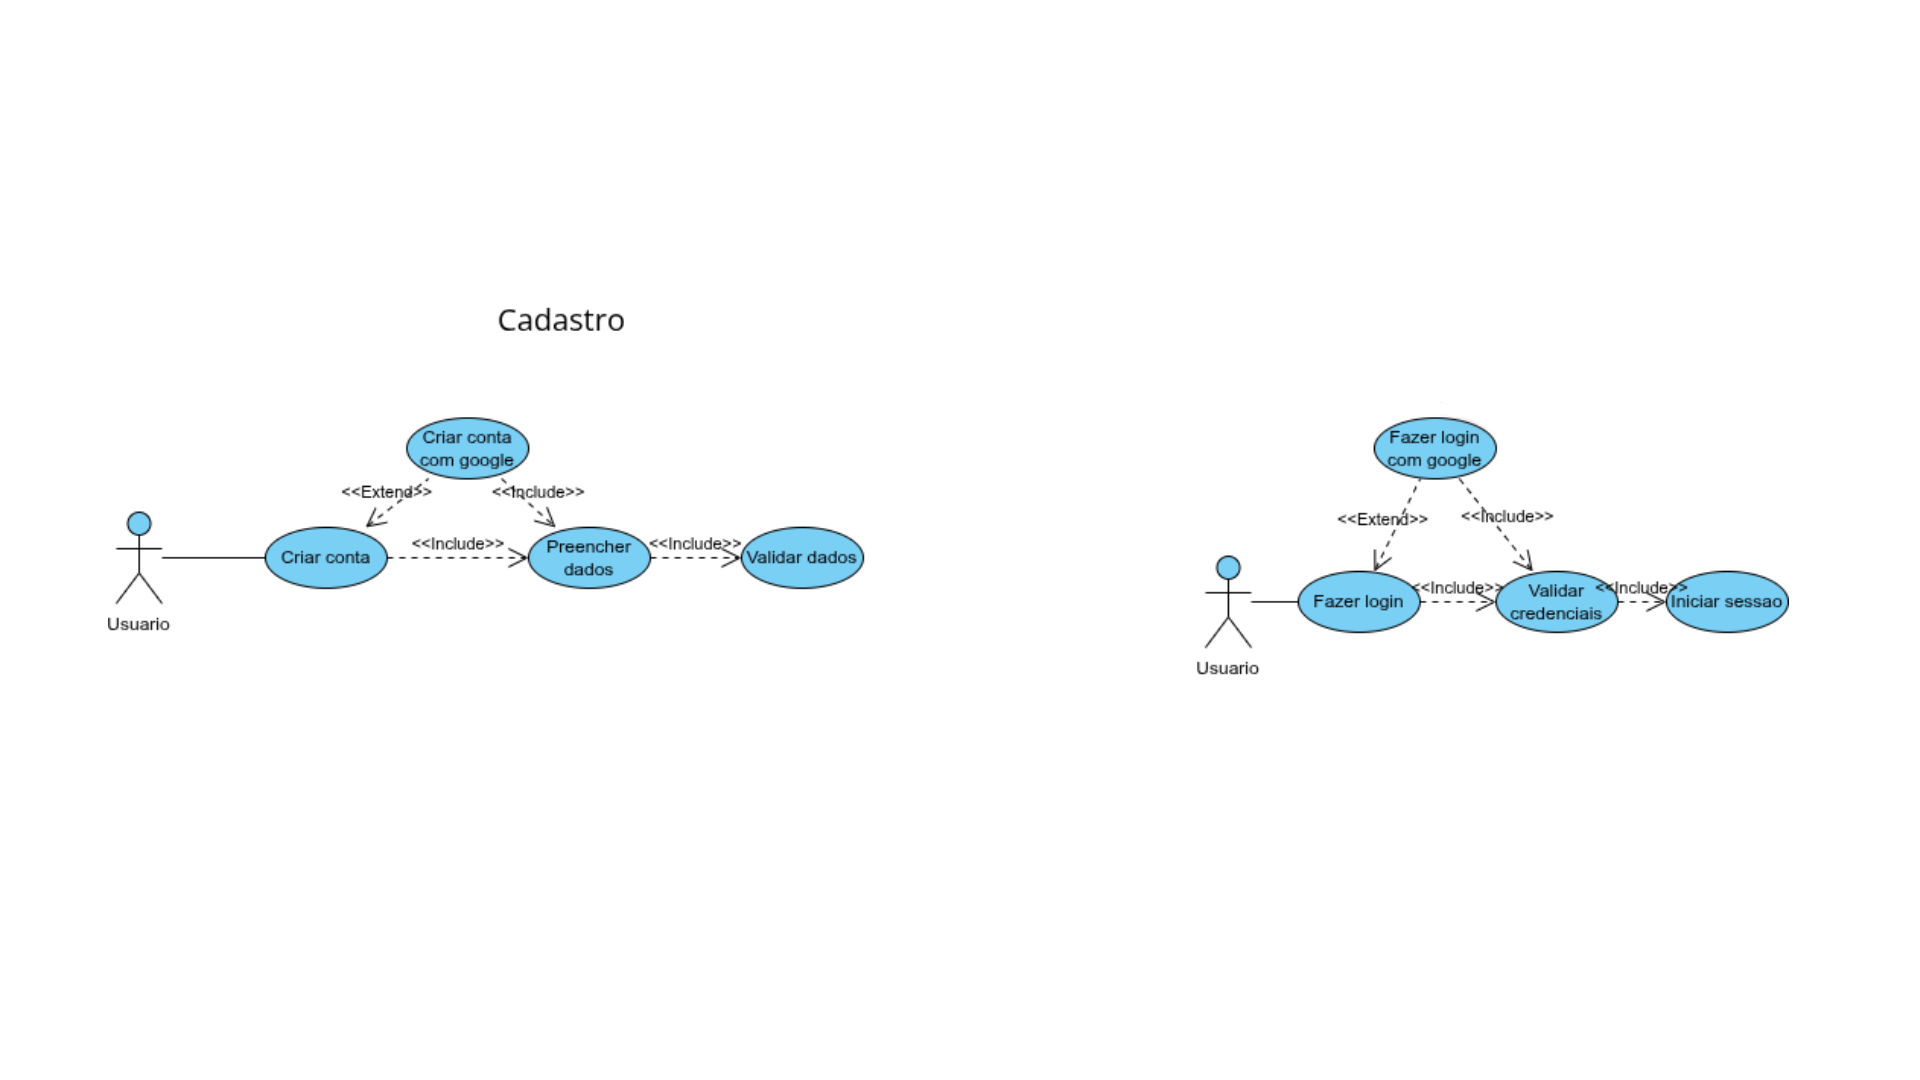 Cadastro
Criar conta
com google
<<Extend>>
<<Include>>
Criar conta
<<Include>>
Preencher
dados
<<Include>>
Validar dados
Usuario
Fazer login
com google
<<Extend>>
<<Include>>
Fazer login
<<Include>>
Validar
credenciais
<<Include>>
Iniciar sessao
Usuario